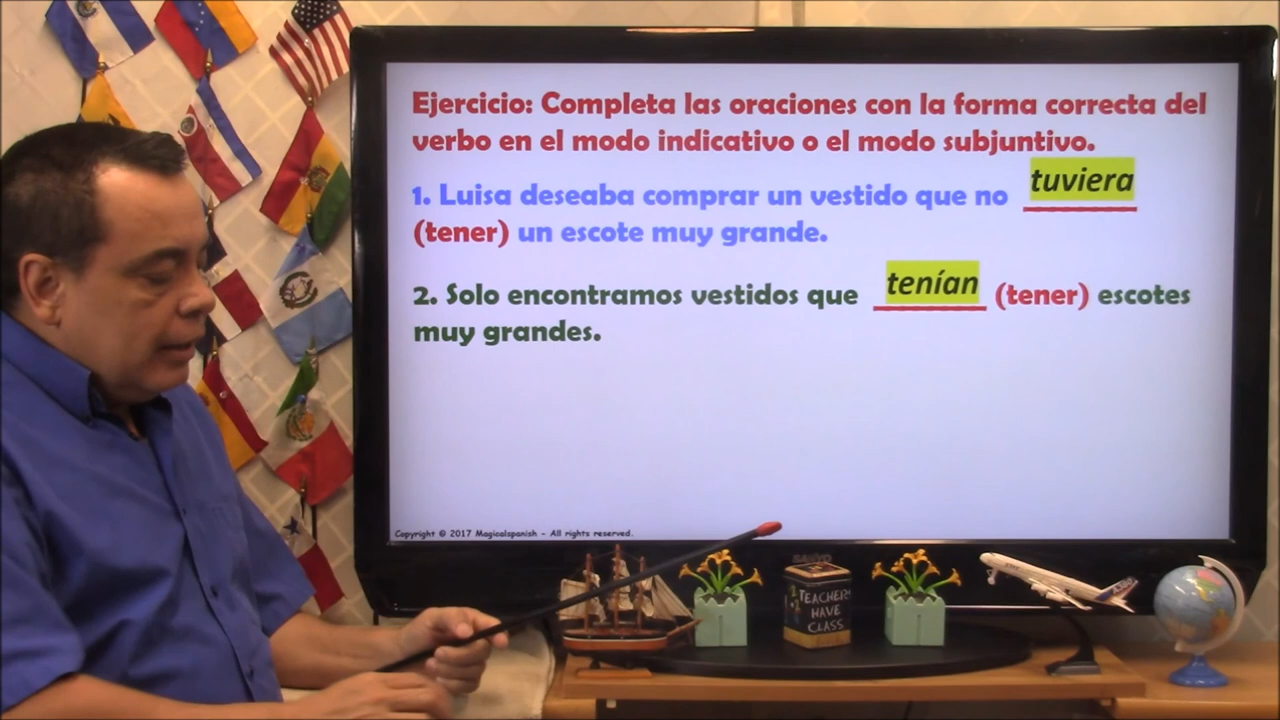 Ejercicio: Completa las oraciones con la forma correcta del
verbo en el modo indicativo o el modo subjuntivo.
1. Luisa deseaba comprar un vestido que no tuviera
(tener) un escote muy grande.
2. Solo encontramos vestidos que tenían (tener) escotes
muy grandes.
Copyright © 2017 Magicalspanish - All rights reserved.
SANYO
TEACHERS
HAVE
CLASS